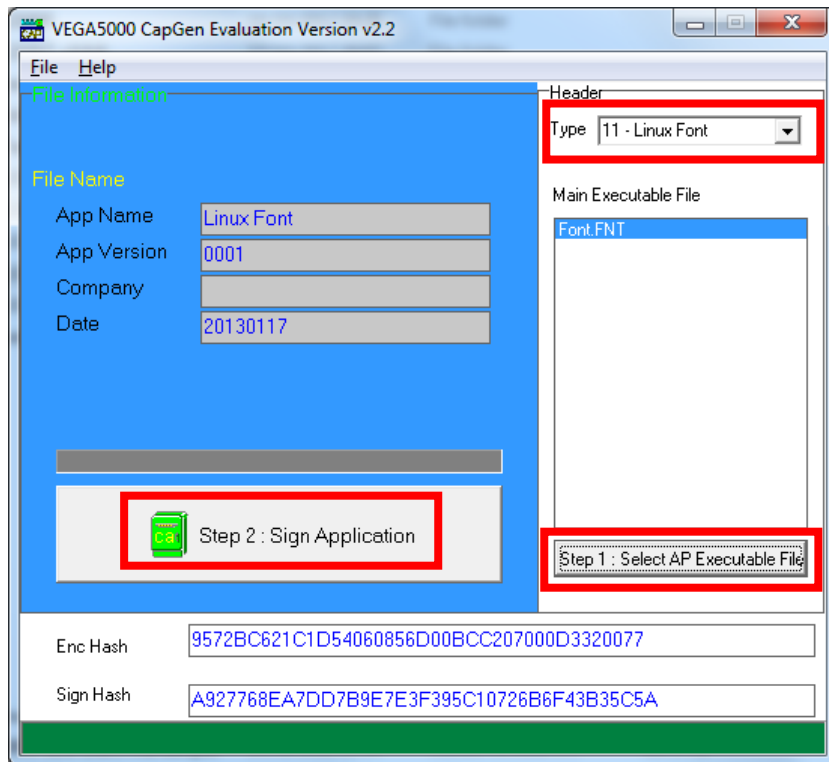 VEGA5000 CapGen Evaluation Version v2.2
File Help
File Information
Header
Type 11 - Linux Font
File Name
App Name Linux Font
App Version 0001
Company
Date 20130117
Main Executable File
Font.FNT
Step 2 : Sign Application
Step 1 : Select AP Executable File
Enc Hash 9572BC621C1D54060856D00BCC207000D3320077
Sign Hash A927768EA7DD7B9E7E3F395C10726B6F43B35C5A